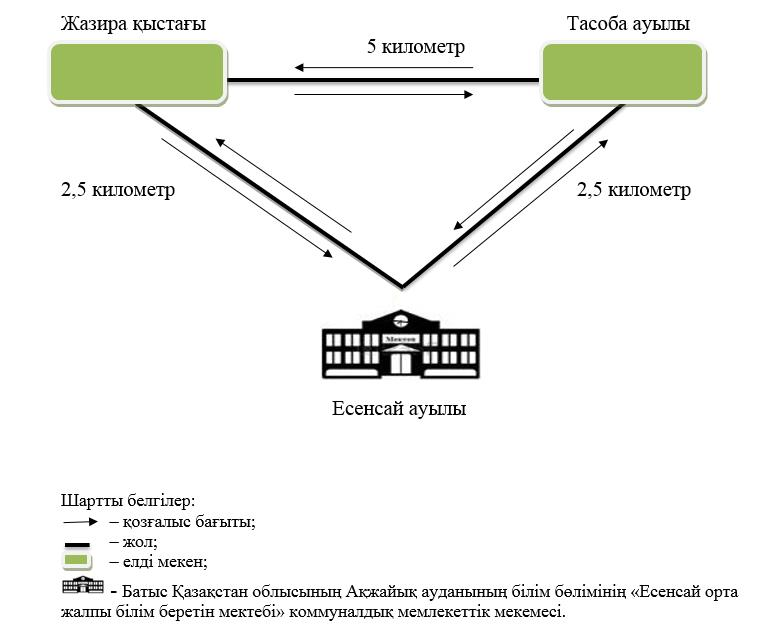 Жазира қыстағы
Тасоба ауылы
5 километр
2,5 километр
2,5 километр
Мектеп
Есенсай ауылы
Шартты белгілер:
– қозғалыс бағыты;
– жол;
– елді мекен;
- Батыс Қазақстан облысының Ақжайық ауданының білім бөлімінің «Есенсай орта
жалпы білім беретін мектебі» коммуналдық мемлекеттік мекемесі.